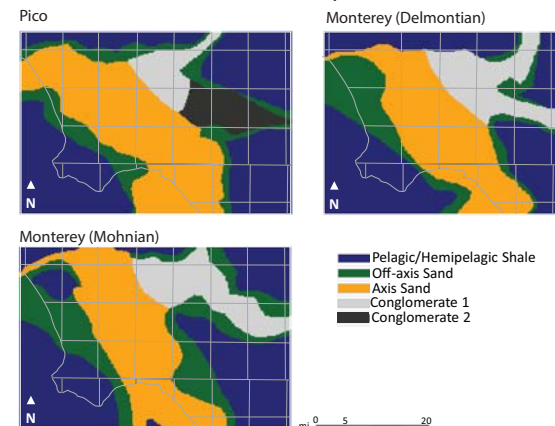 Pico
Monterey (Delmontian)
N
N
Monterey (Mohnian)
Pelagic/Hemipelagic Shale
Off-axis Sand
Axis Sand
Conglomerate 1
Conglomerate 2
N
mi 0 5 20